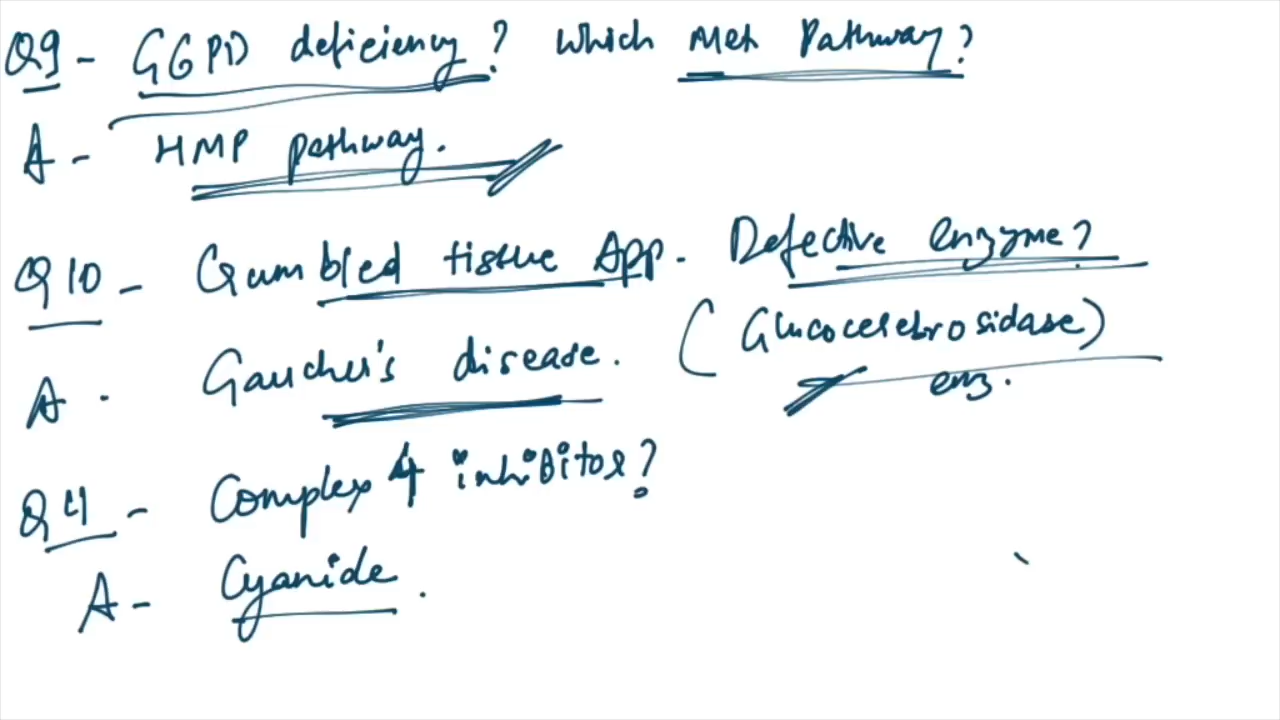 Q9 - G6PD deficiency? Which Met Pathway?
A - HMP pathway.
Q10 - Crumbled tissue App. Defective enzyme?
A. Gaucher's disease. (Glucocerebrosidase)
enz.
Q11 - Complex 4 inhibitor?
A - Cyanide.